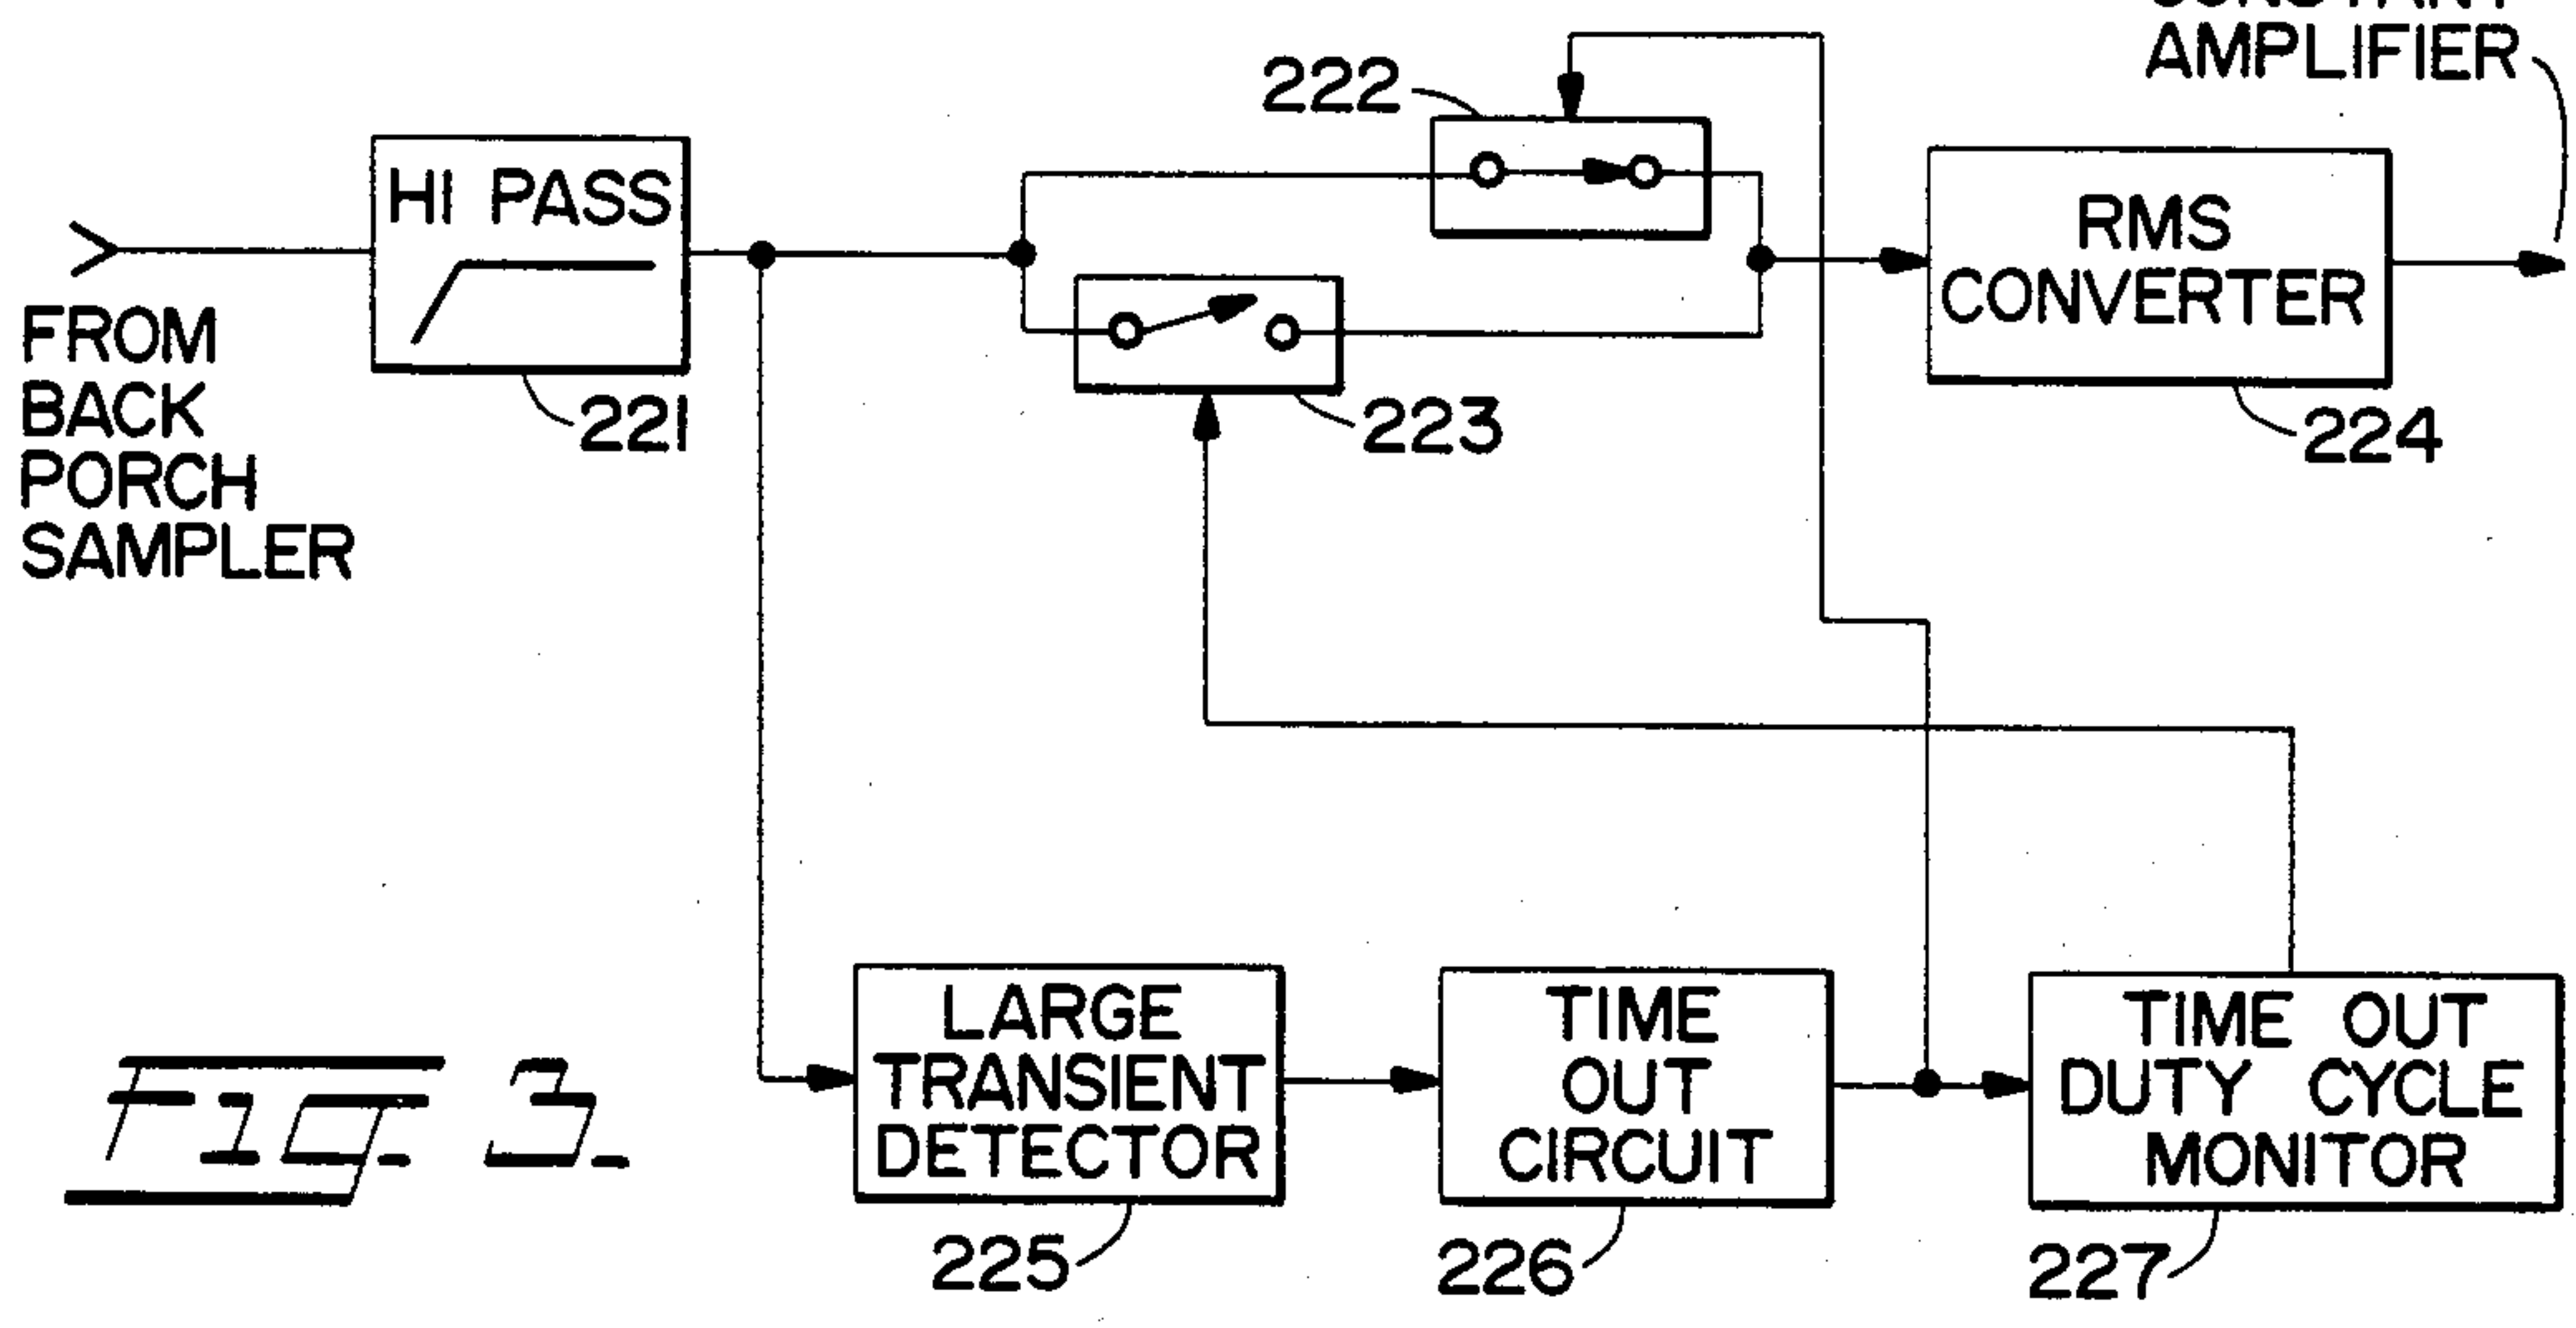 AMPLIFIER
222
HI PASS
RMS
CONVERTER
FROM
BACK
PORCH
SAMPLER
221
223
224
LARGE
TRANSIENT
DETECTOR
TIME
OUT
CIRCUIT
TIME OUT
DUTY CYCLE
MONITOR
FIG. 3.
225
226
227